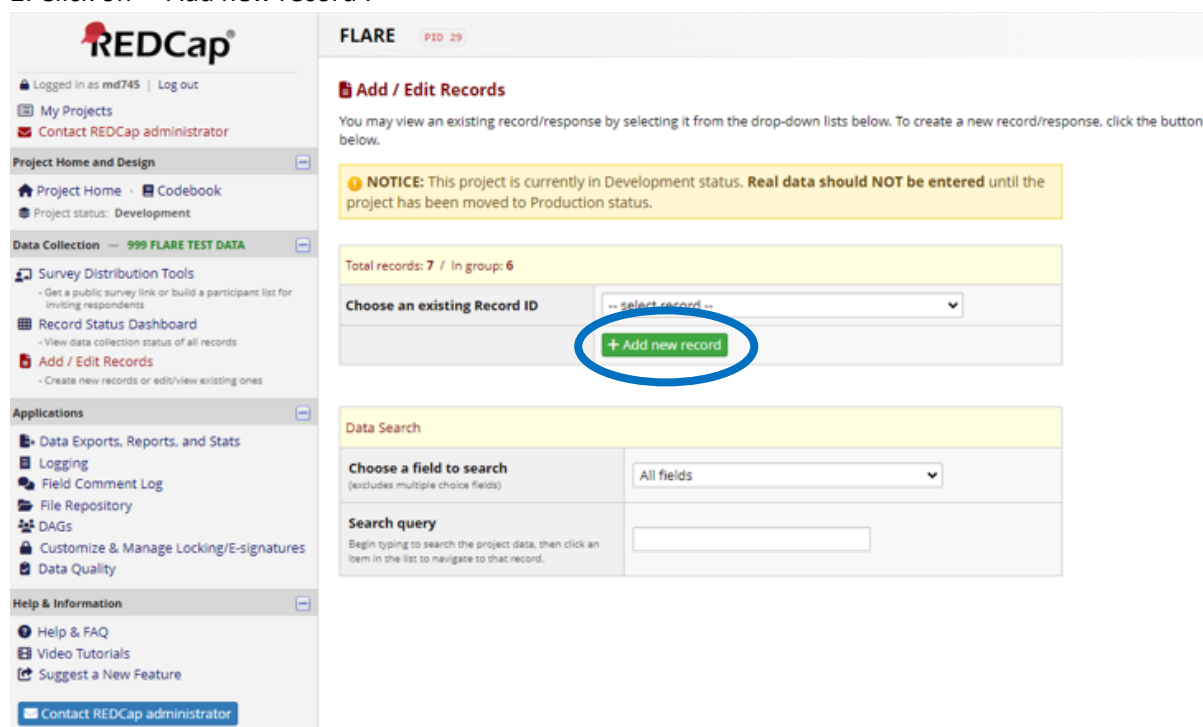 2. Click on "Add new record".
REDCap®
Logged in as md745 | Log out
My Projects
Contact REDCap administrator
Project Home and Design
Project Home · Codebook
Project status: Development
Data Collection — 999 FLARE TEST DATA
Survey Distribution Tools
- Get a public survey link or build a participant list for
inviting respondents
Record Status Dashboard
- View data collection status of all records
Add / Edit Records
- Create new records or edit/view existing ones
Applications
Data Exports, Reports, and Stats
Logging
Field Comment Log
File Repository
DAGs
Customize & Manage Locking/E-signatures
Data Quality
Help & Information
Help & FAQ
Video Tutorials
Suggest a New Feature
Contact REDCap administrator
FLARE PID 29
Add / Edit Records
You may view an existing record/response by selecting it from the drop-down lists below. To create a new record/response, click the button
below.
NOTICE: This project is currently in Development status. Real data should NOT be entered until the
project has been moved to Production status.
Total records: 7 / In group: 6
Choose an existing Record ID
-- select record --
+ Add new record
Data Search
Choose a field to search
(excludes multiple choice fields)
All fields
Search query
Begin typing to search the project data, then click an
item in the list to navigate to that record.